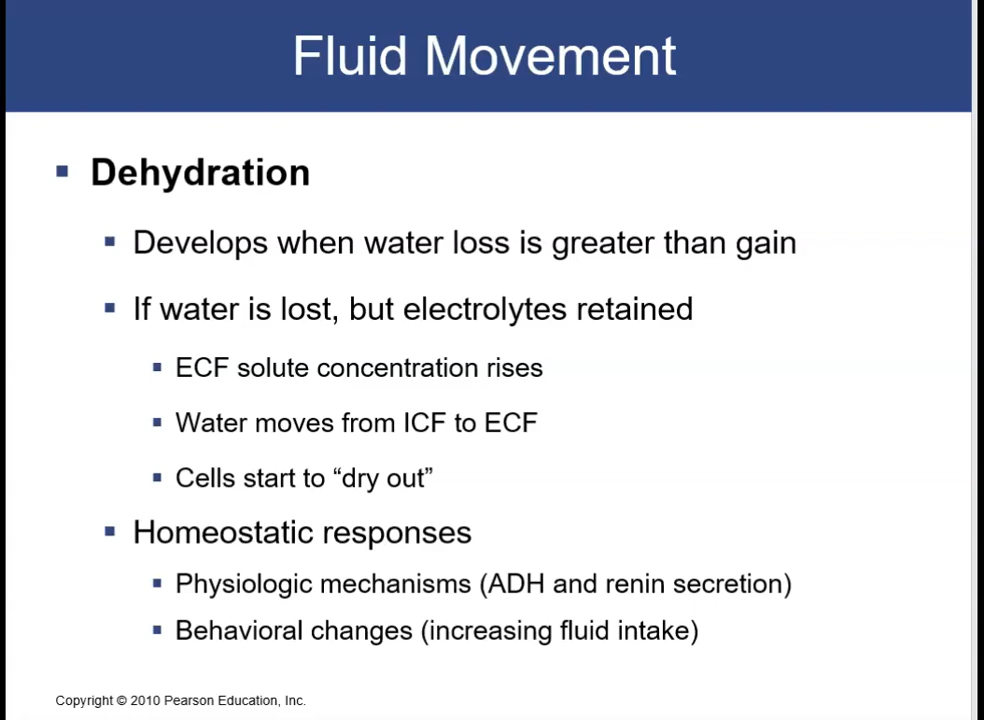 Fluid Movement
Dehydration
Develops when water loss is greater than gain
If water is lost, but electrolytes retained
ECF solute concentration rises
Water moves from ICF to ECF
Cells start to “dry out”
Homeostatic responses
Physiologic mechanisms (ADH and renin secretion)
Behavioral changes (increasing fluid intake)
Copyright © 2010 Pearson Education, Inc.